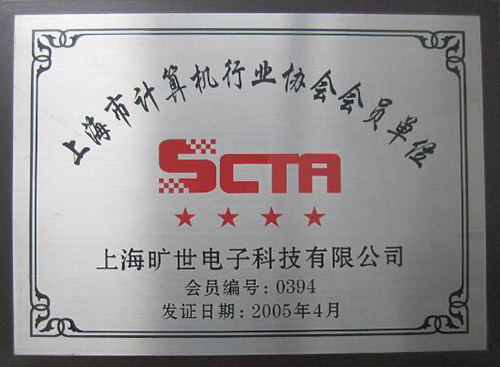 上海市计算机行业协会会员单位
SCTA
上海旷世电子科技有限公司
会员编号: 0394
发证日期: 2005年4月